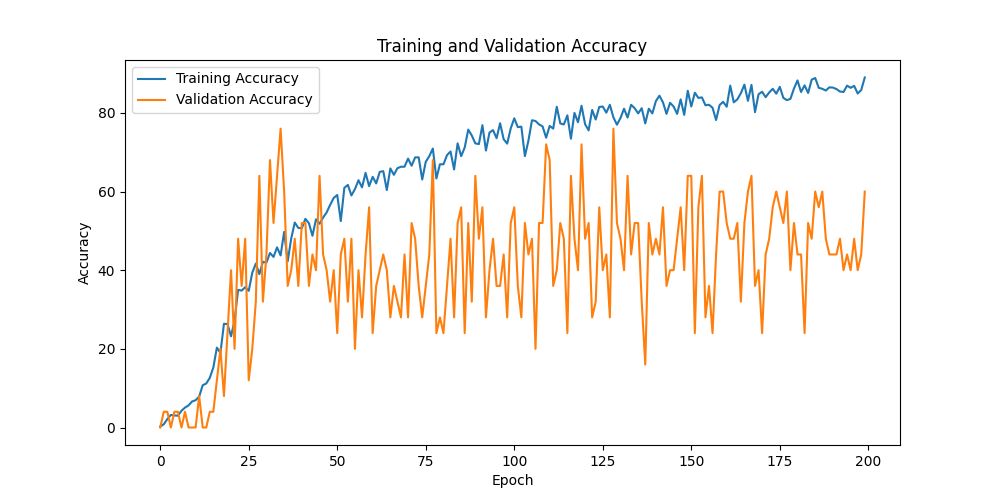 Training and Validation Accuracy
Training Accuracy
Validation Accuracy
Accuracy
80
60
40
20
0
0 25 50 75 100 125 150 175 200
Epoch